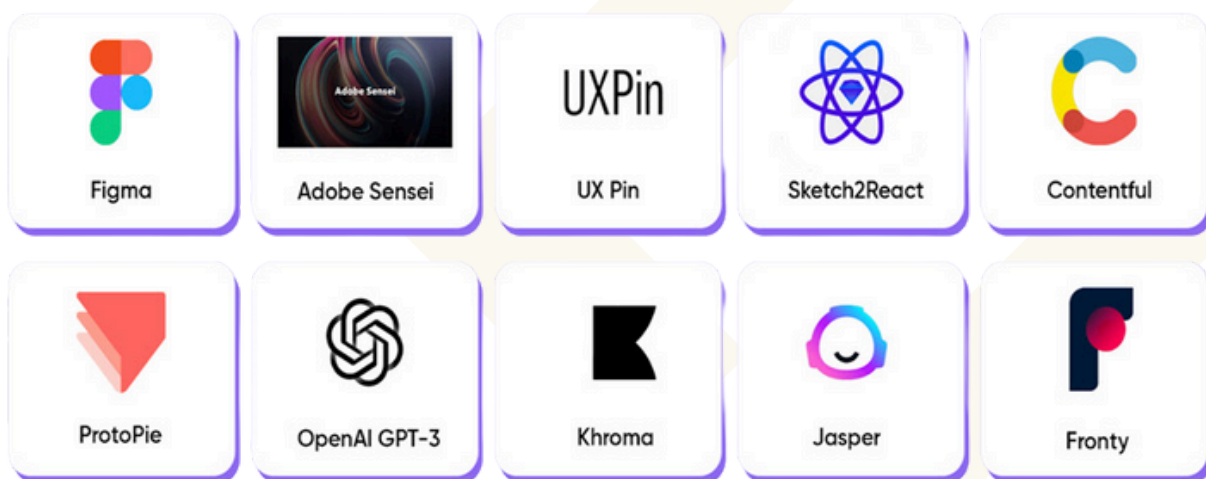 Adobe Sensei
UXPin
Figma
Adobe Sensei
UX Pin
Sketch2React
Contentful
ProtoPie
OpenAI GPT-3
Khroma
Jasper
Fronty